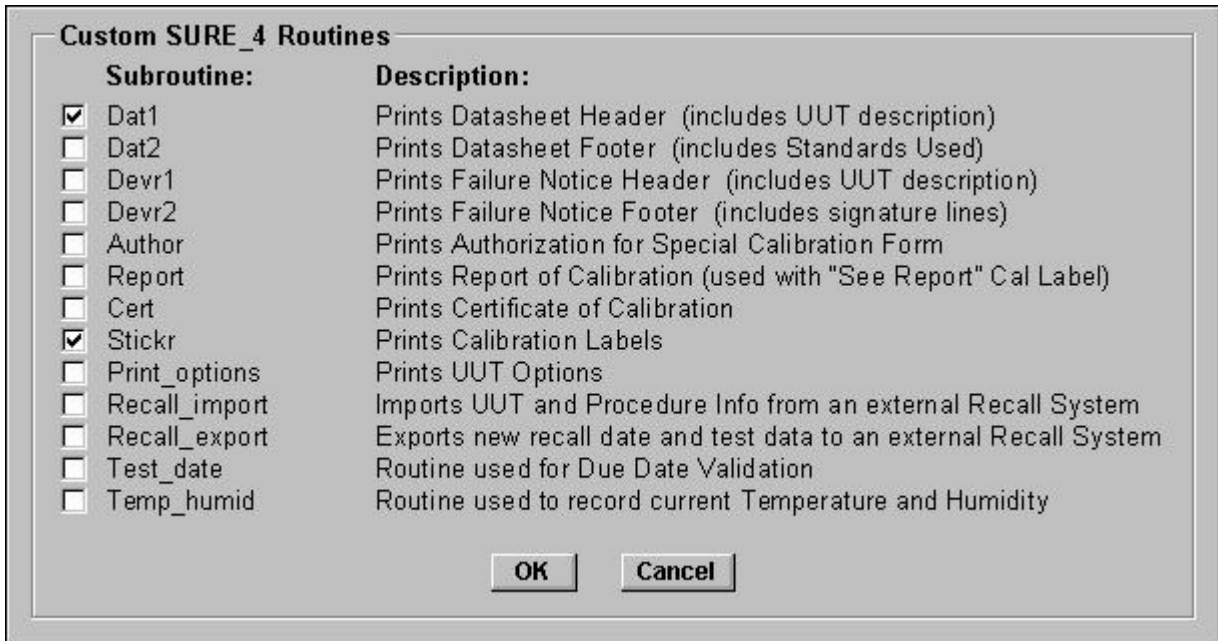 Custom SURE_4 Routines
Subroutine: Description:
Dat1 Prints Datasheet Header (includes UUT description)
Dat2 Prints Datasheet Footer (includes Standards Used)
Devr1 Prints Failure Notice Header (includes UUT description)
Devr2 Prints Failure Notice Footer (includes signature lines)
Author Prints Authorization for Special Calibration Form
Report Prints Report of Calibration (used with "See Report" Cal Label)
Cert Prints Certificate of Calibration
Stickr Prints Calibration Labels
Print_options Prints UUT Options
Recall_import Imports UUT and Procedure Info from an external Recall System
Recall_export Exports new recall date and test data to an external Recall System
Test_date Routine used for Due Date Validation
Temp_humid Routine used to record current Temperature and Humidity
OK Cancel